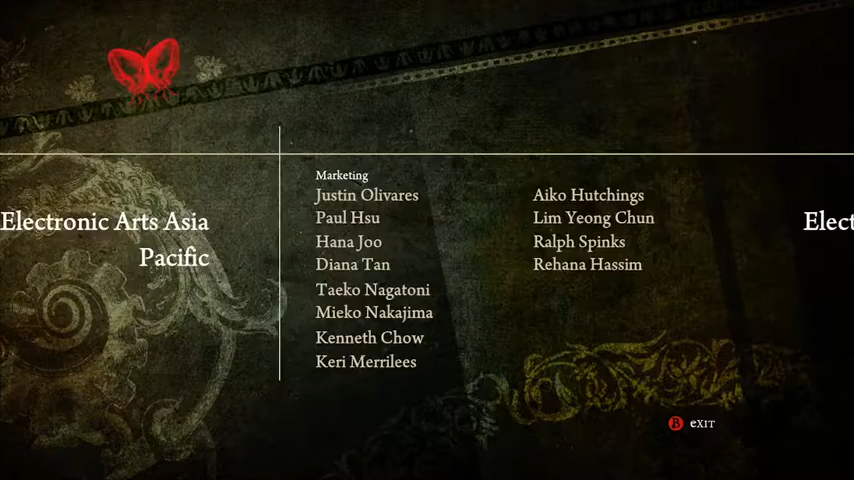 Electronic Arts Asia
Pacific
Marketing
Justin Olivares
Paul Hsu
Hana Joo
Diana Tan
Taeko Nagatoni
Mieko Nakajima
Kenneth Chow
Keri Merrilees
Aiko Hutchings
Lim Yeong Chun
Ralph Spinks
Rehana Hassim
Elect
B eXIT